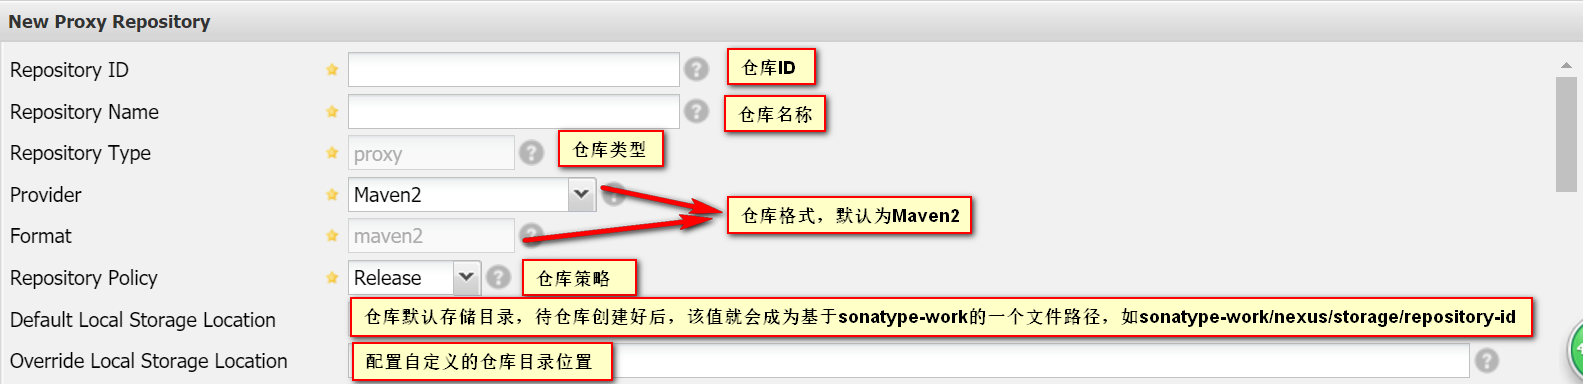 New Proxy Repository
Repository ID
仓库ID
Repository Name
仓库名称
Repository Type
proxy
仓库类型
Provider
Maven2
仓库格式，默认为Maven2
Format
maven2
Repository Policy
Release
仓库策略
Default Local Storage Location
仓库默认存储目录，待仓库创建好后，该值就会成为基于sonatype-work的一个文件路径，如sonatype-work/nexus/storage/repository-id
Override Local Storage Location
配置自定义的仓库目录位置